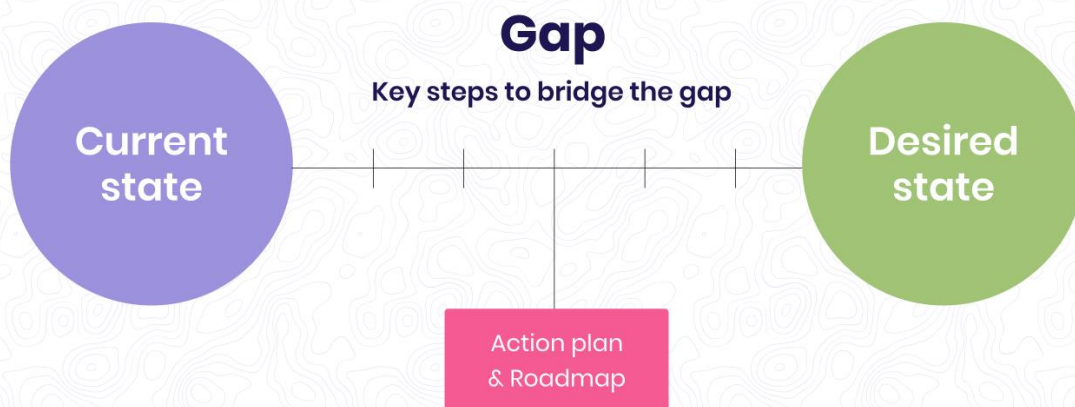 Gap
Key steps to bridge the gap
Current
state
Desired
state
Action plan
& Roadmap